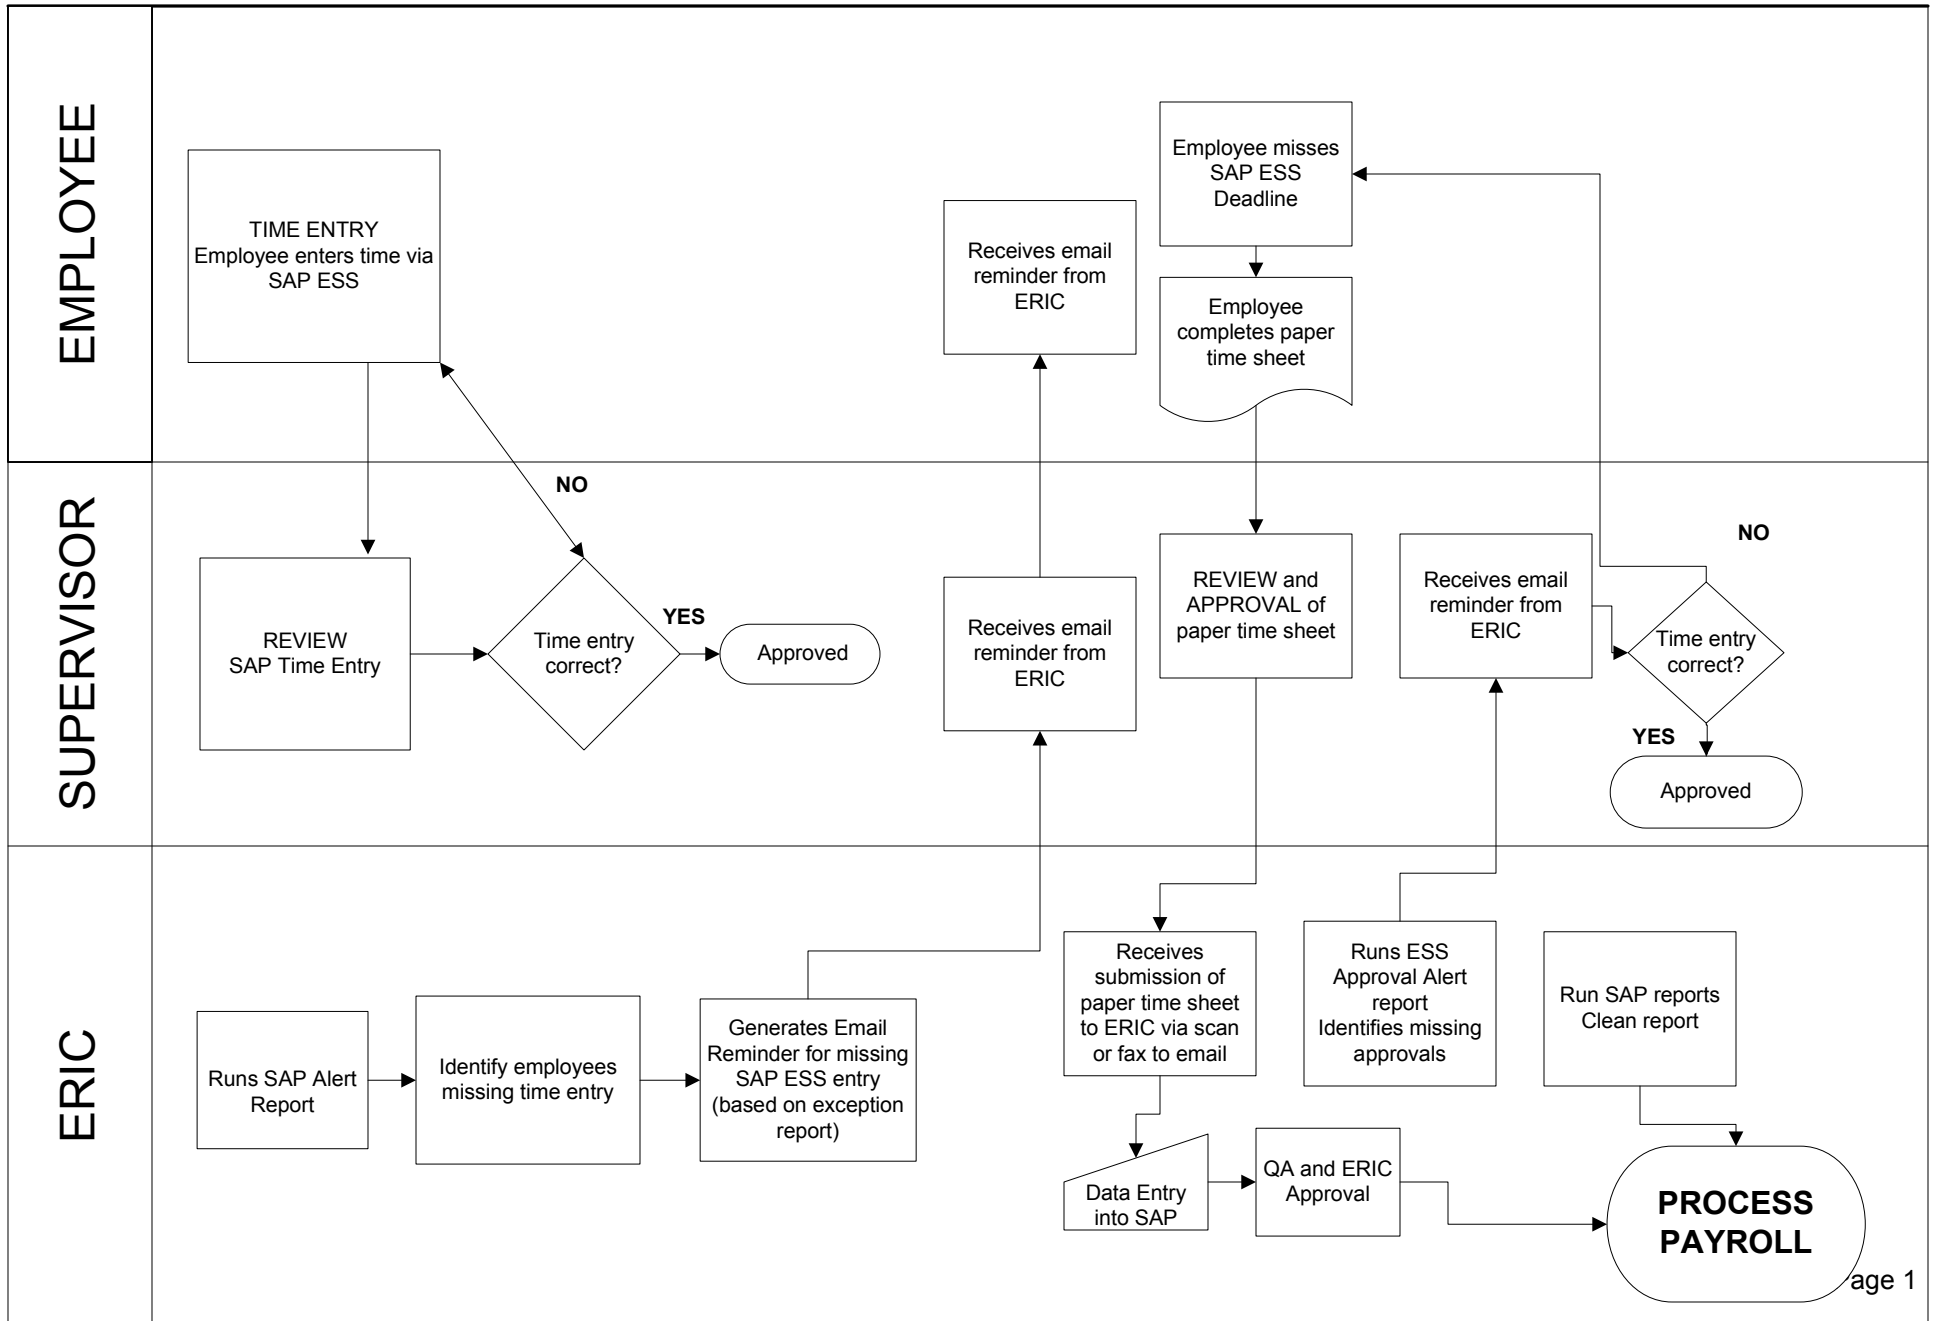 EMPLOYEE
TIME ENTRY
Employee enters time via
SAP ESS
Receives email
reminder from
ERIC
Employee misses
SAP ESS
Deadline
Employee
completes paper
time sheet
SUPERVISOR
NO
REVIEW
SAP Time Entry
Time entry
correct?
YES
Approved
Receives email
reminder from
ERIC
REVIEW and
APPROVAL of
paper time sheet
Receives email
reminder from
ERIC
NO
Time entry
correct?
YES
Approved
ERIC
Runs SAP Alert
Report
Identify employees
missing time entry
Generates Email
Reminder for missing
SAP ESS entry
(based on exception
report)
Receives
submission of
paper time sheet
to ERIC via scan
or fax to email
Runs ESS
Approval Alert
report
Identifies missing
approvals
Run SAP reports
Clean report
Data Entry
into SAP
QA and ERIC
Approval
PROCESS
PAYROLL
age 1